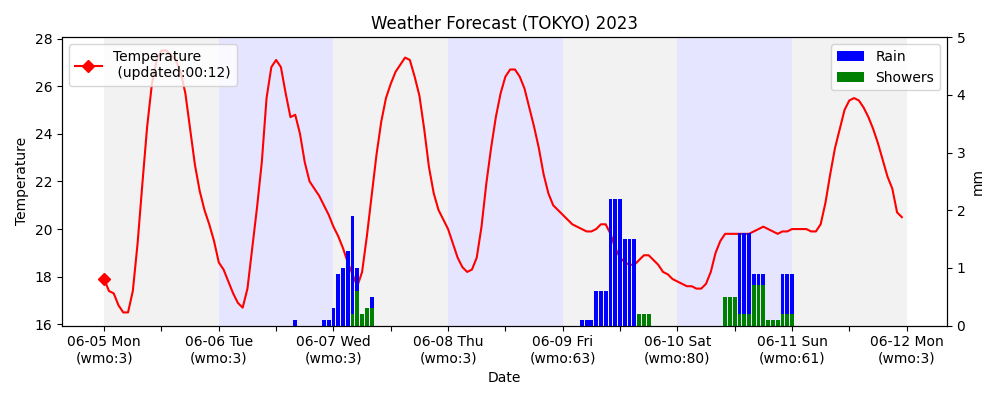 Weather Forecast (TOKYO) 2023
Temperature
(updated:00:12)
Rain
Showers
28
26
24
22
20
18
16
Temperature
5
4
3
2
1
0
mm
06-05 Mon 06-06 Tue 06-07 Wed 06-08 Thu 06-09 Fri 06-10 Sat 06-11 Sun 06-12 Mon
(wmo:3) (wmo:3) (wmo:3) (wmo:3) (wmo:63) (wmo:80) (wmo:61) (wmo:3)
Date